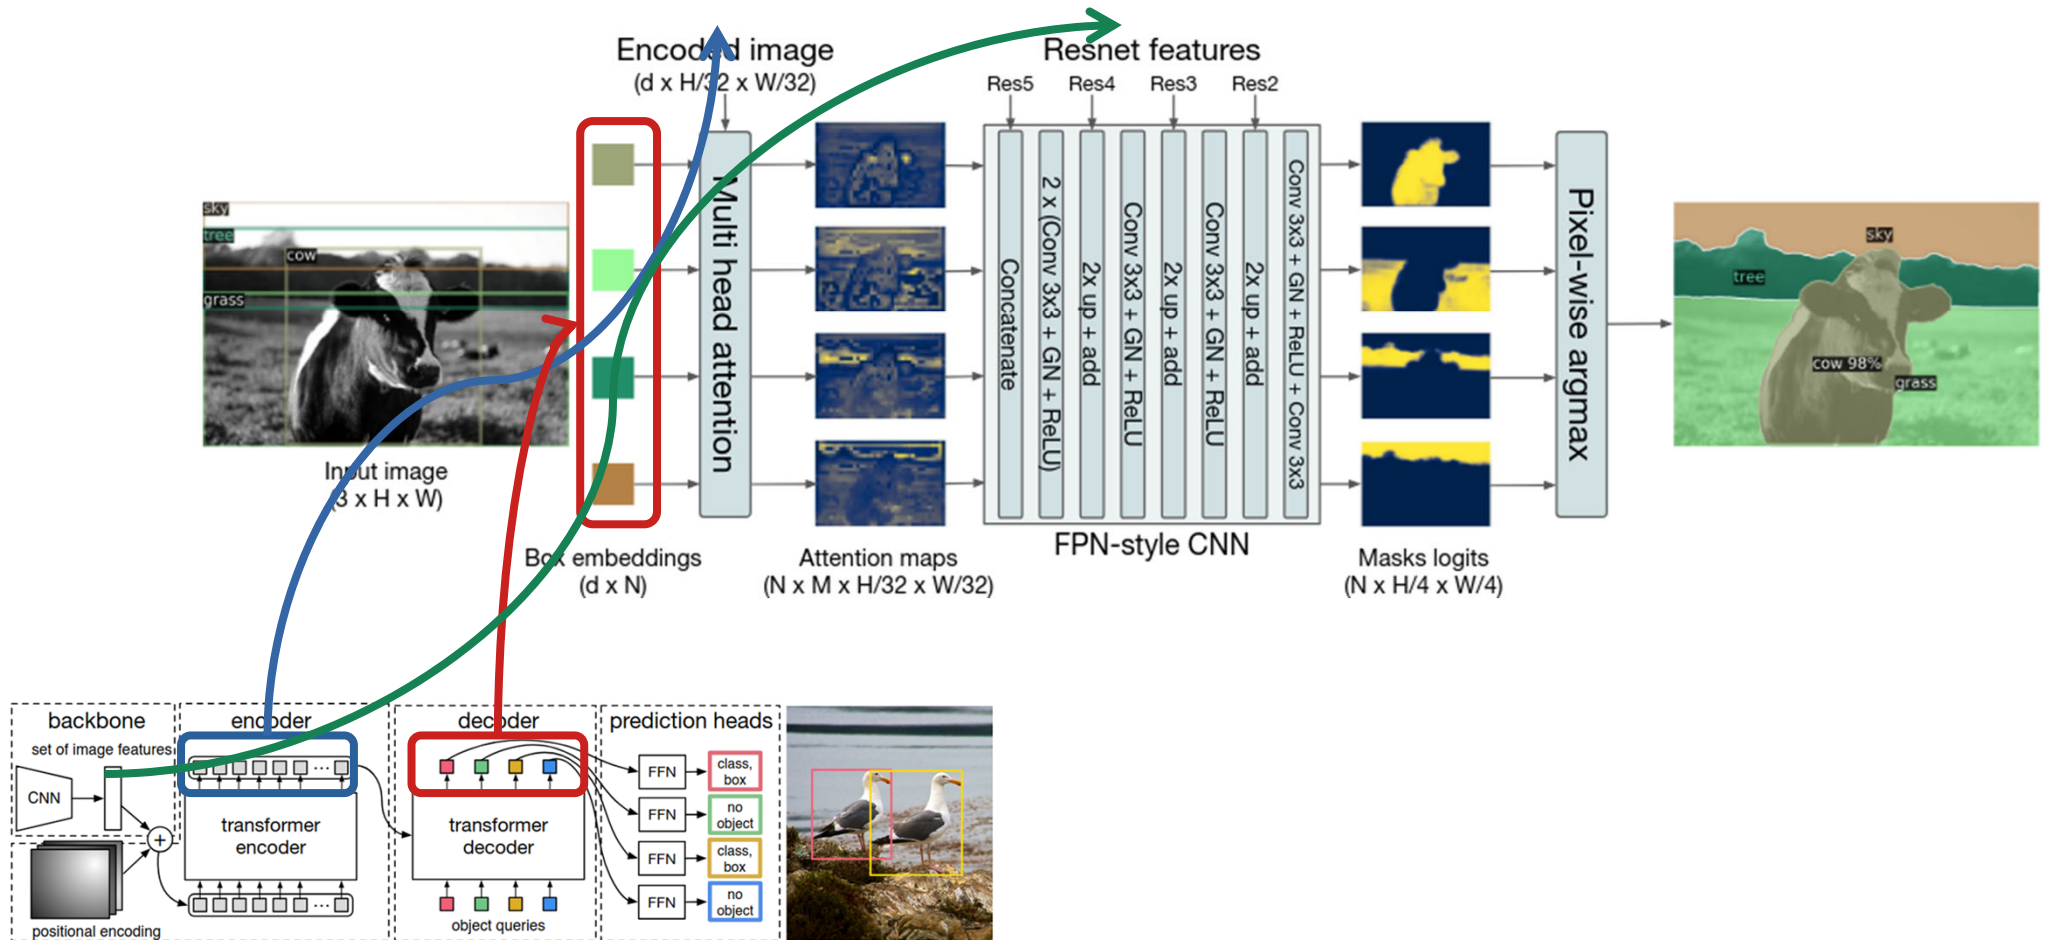 Encoded image
(d x H/32 x W/32)
Resnet features
Res5
Res4
Res3
Res2
sky
tree
cow
grass
Input image
(3 x H x W)
Box embeddings
(d x N)
Multi head attention
Attention maps
(N x M x H/32 x W/32)
Concatenate
2 x (Conv 3x3 + GN + ReLU)
2x up + add
Conv 3x3 + GN + ReLU
2x up + add
Conv 3x3 + GN + ReLU
2x up + add
Conv 3x3 + GN + ReLU + Conv 3x3
FPN-style CNN
Masks logits
(N x H/4 x W/4)
Pixel-wise argmax
sky
tree
cow 98%
grass
backbone
set of image features
CNN
+
positional encoding
encoder
...
transformer
encoder
...
decoder
transformer
decoder
object queries
prediction heads
FFN
class,
box
FFN
no
object
FFN
class,
box
FFN
no
object